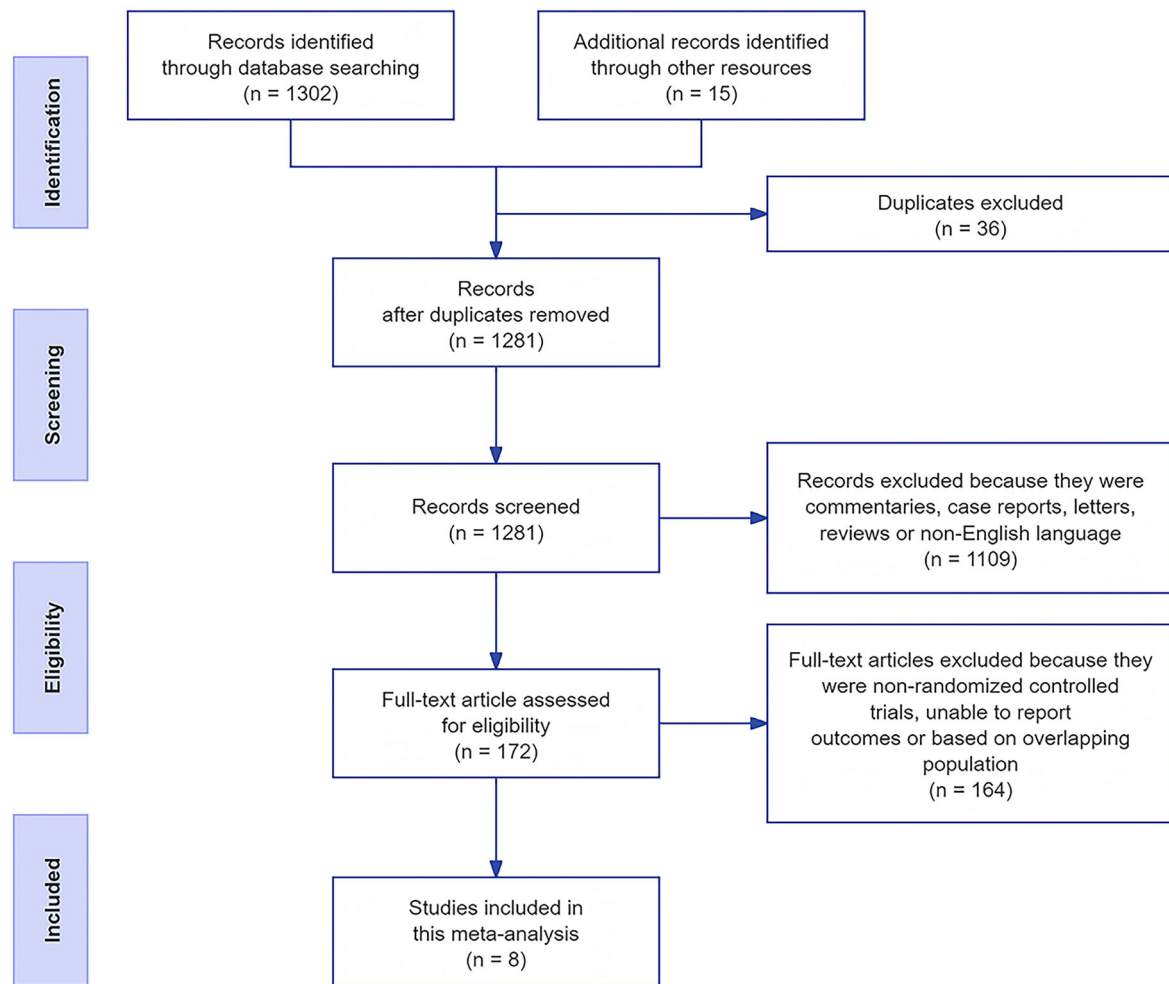 Records identified
through database searching
(n = 1302)
Additional records identified
through other resources
(n = 15)
Identification
Duplicates excluded
(n = 36)
Records
after duplicates removed
(n = 1281)
Screening
Records screened
(n = 1281)
Records excluded because they were
commentaries, case reports, letters,
reviews or non-English language
(n = 1109)
Eligibility
Full-text article assessed
for eligibility
(n = 172)
Full-text articles excluded because they
were non-randomized controlled
trials, unable to report
outcomes or based on overlapping
population
(n = 164)
Included
Studies included in
this meta-analysis
(n = 8)